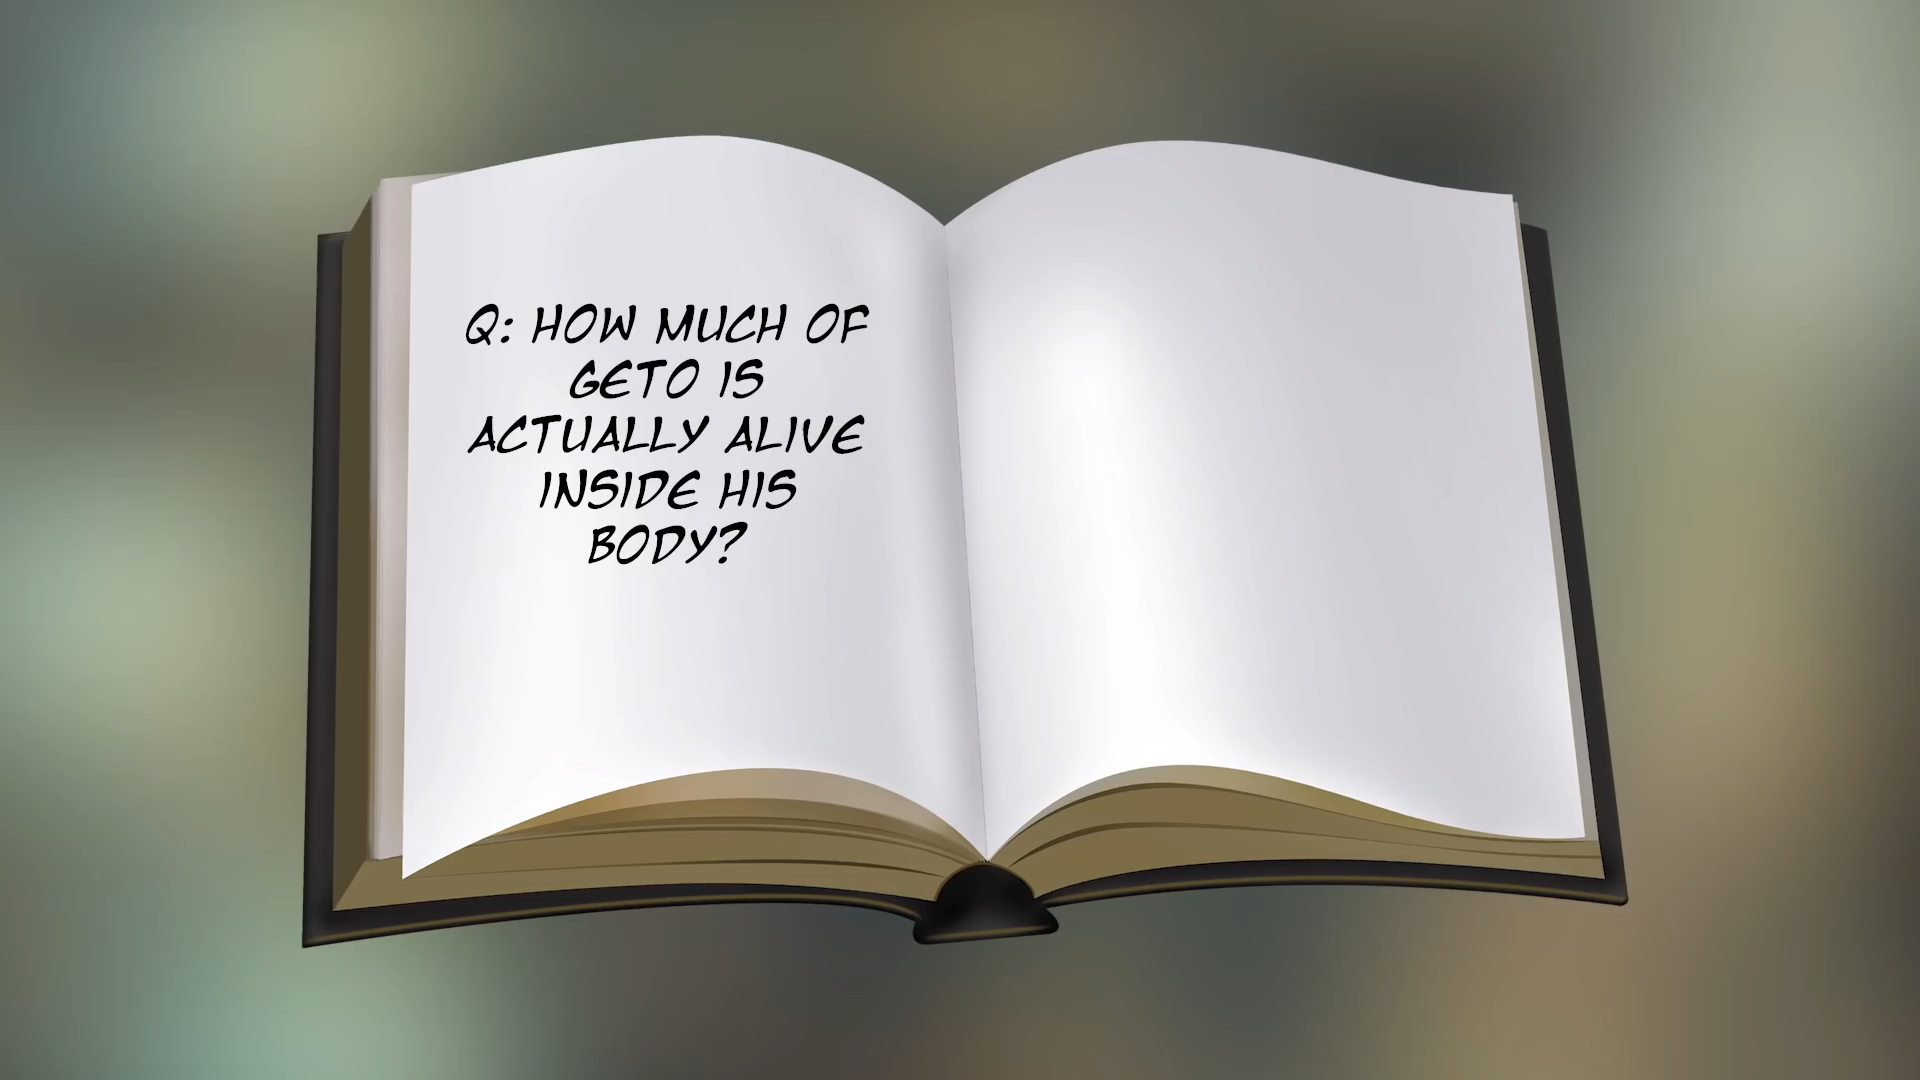 Q: HOW MUCH OF
GETO IS
ACTUALLY ALIVE
INSIDE HIS
BODY?